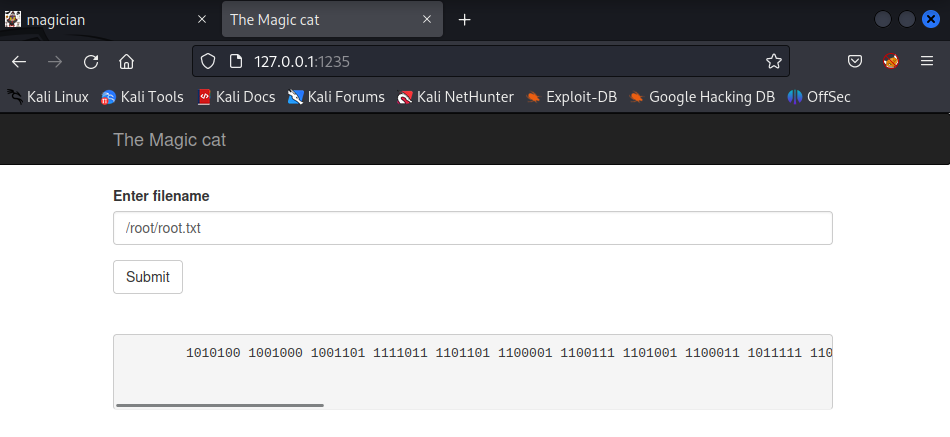 magician
The Magic cat
127.0.0.1:1235
Kali Linux Kali Tools Kali Docs Kali Forums Kali NetHunter Exploit-DB Google Hacking DB OffSec
The Magic cat
Enter filename
/root/root.txt
Submit
1010100 1001000 1001101 1111011 1101101 1100001 1100111 1101001 1100011 1011111 110